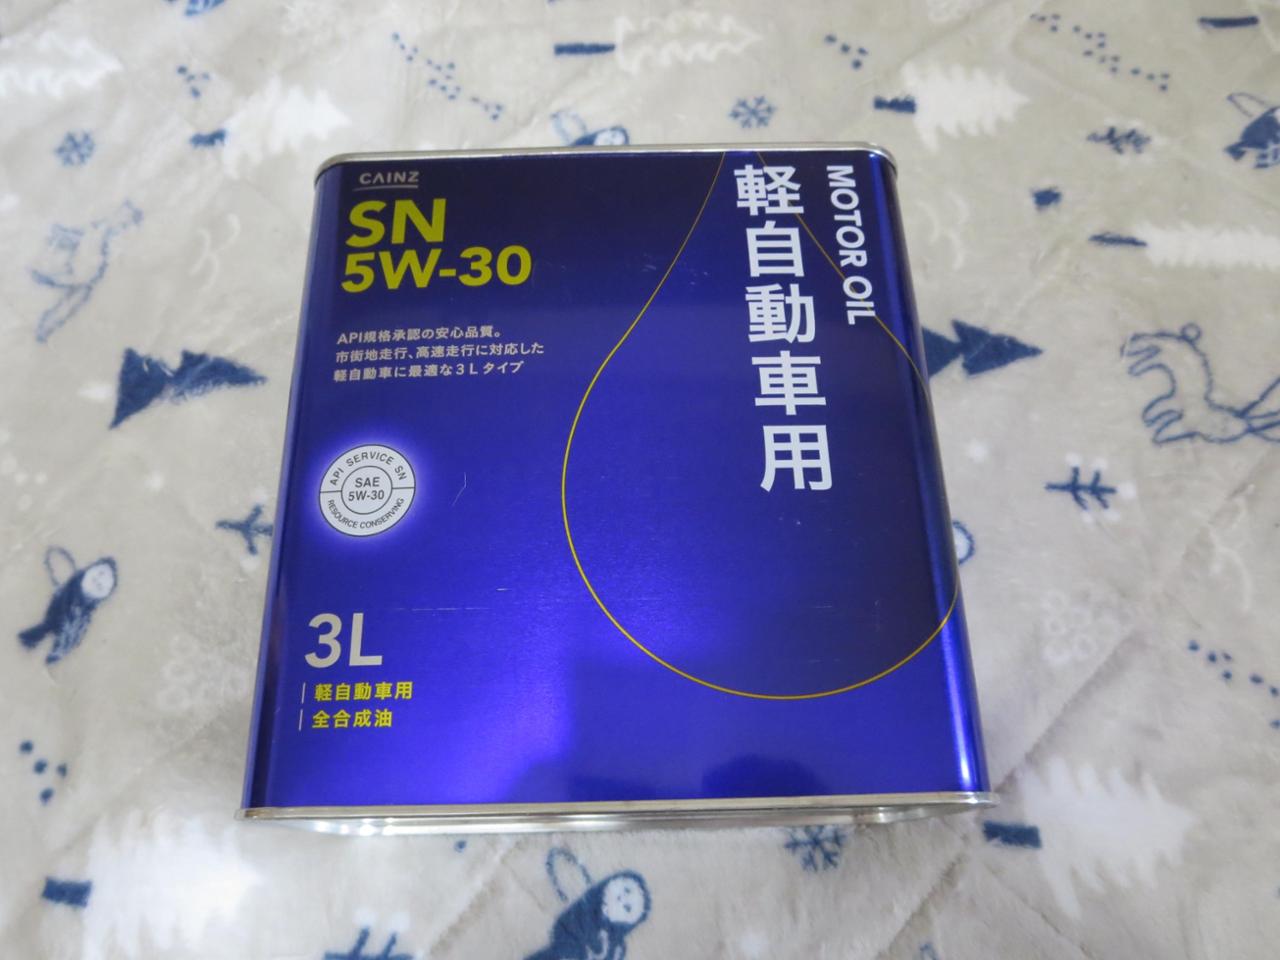 CAINZ
SN
5W-30
API規格承認の安心品質。
市街地走行、高速走行に対応した
軽自動車に最適な3Lタイプ
API SERVICE SN
SAE
5W-30
RESOURCE CONSERVING
3L
軽自動車用
全合成油
MOTOR OIL
軽自動車用